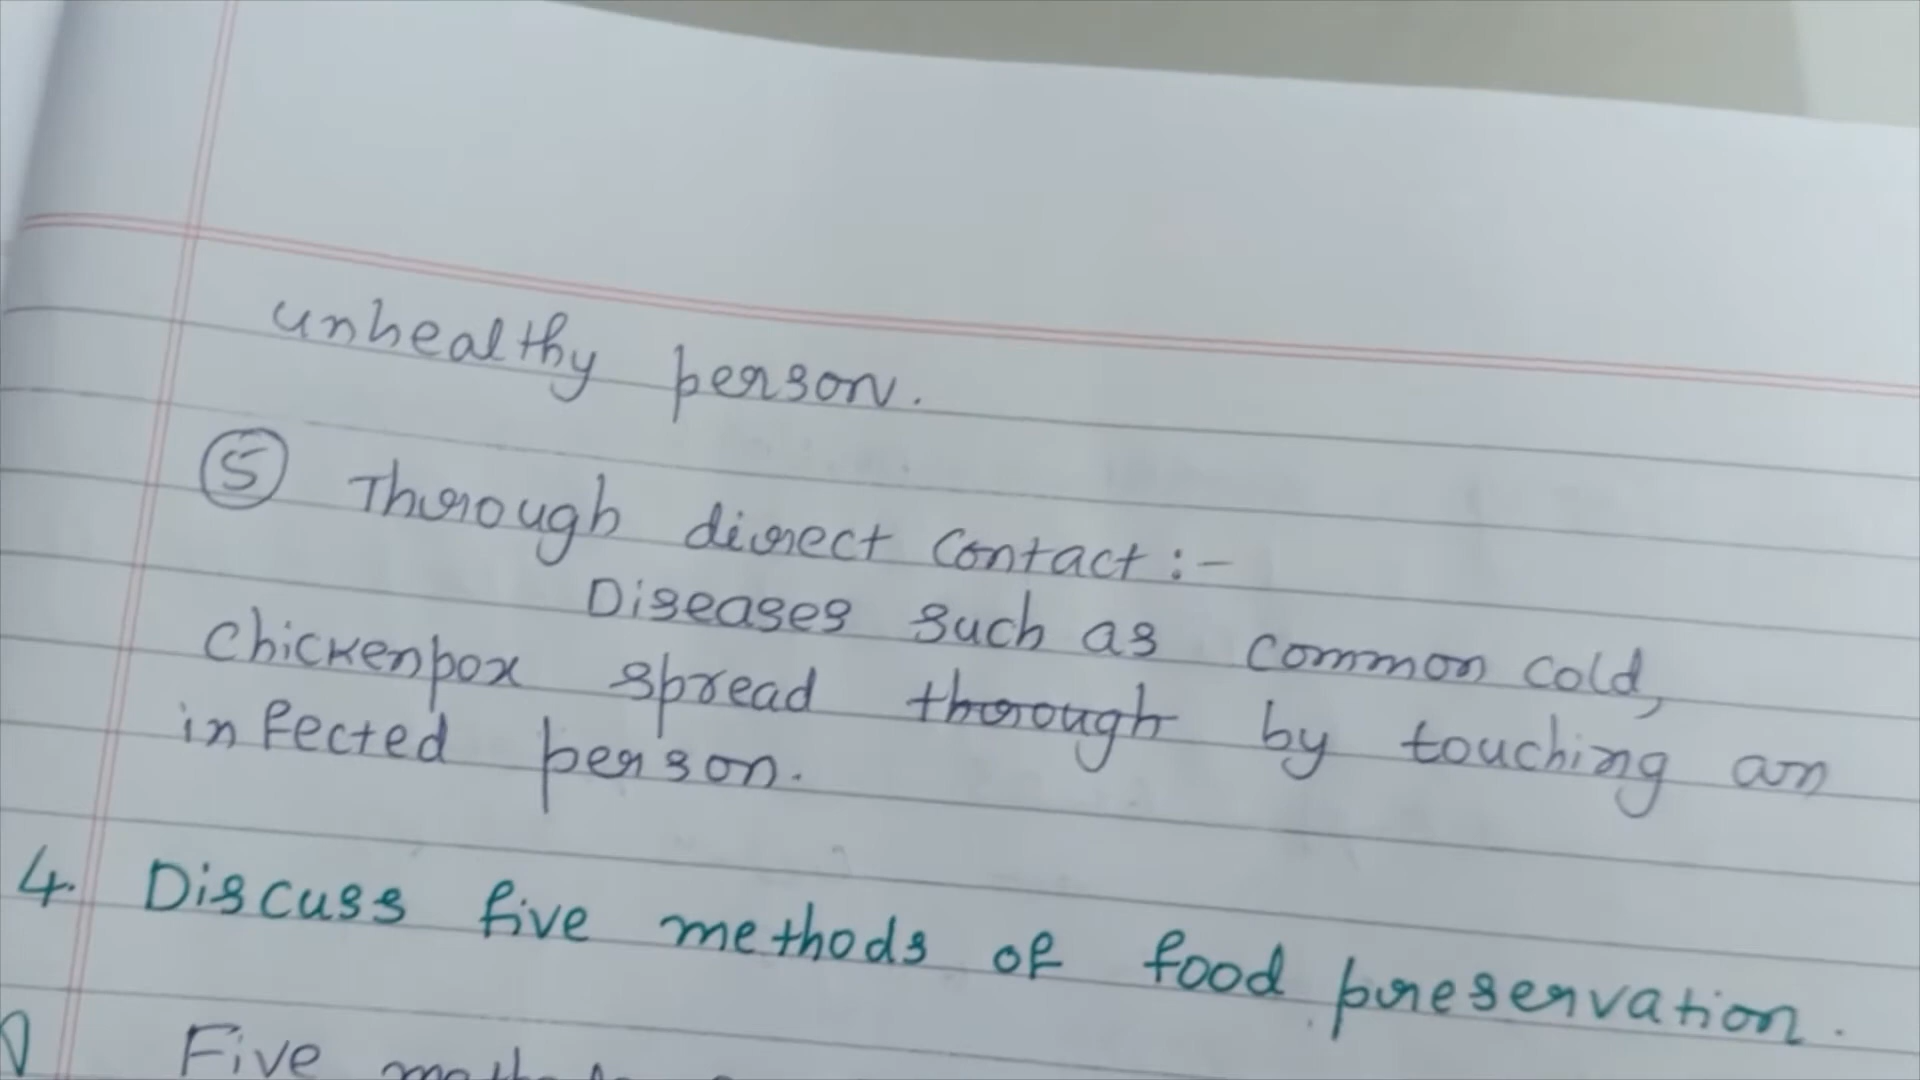 unhealthy person.
⑤ Through direct contact :-
Diseases such as common cold,
chickenpox spread ~~through~~ by touching an
infected person.
4. Discuss five methods of food preservation.
Five